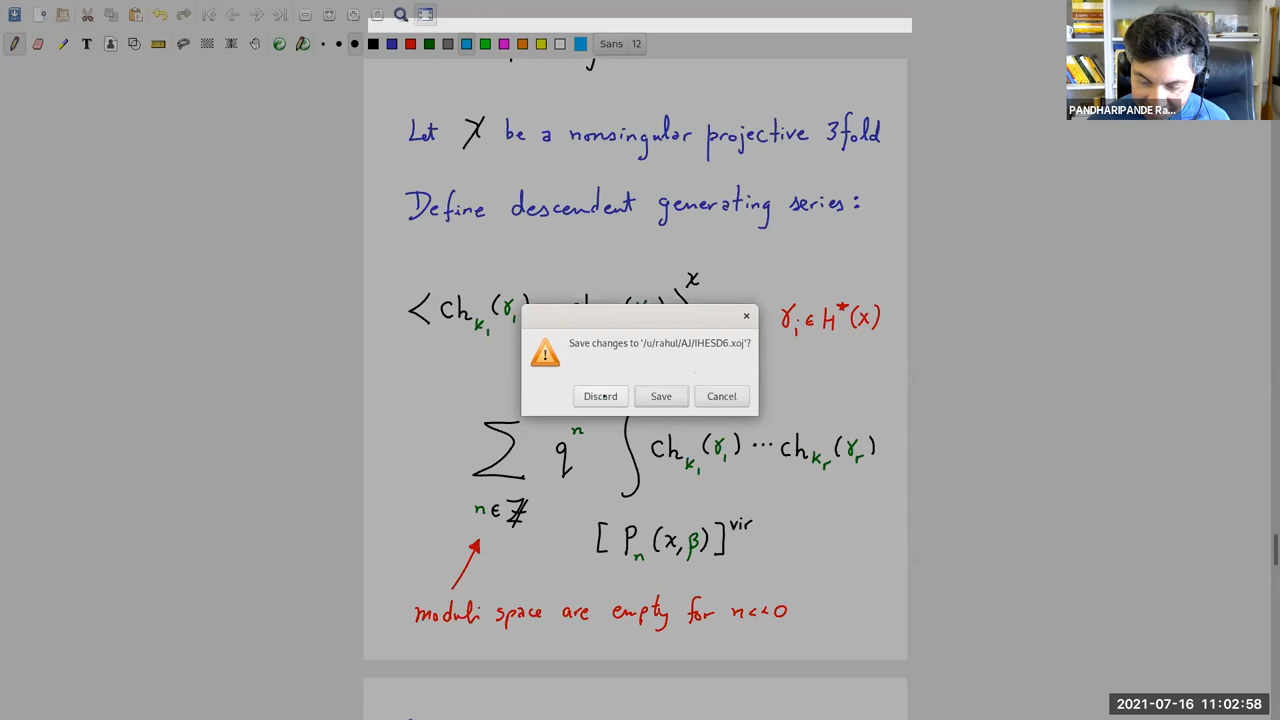 Sans 12
PANDHARIPANDE Ra...
Let X be a nonsingular projective 3fold
Define descendent generating series:
< ch_{k_1}(γ_1 X γ_i ∈ H*(X)
Save changes to '/u/rahul/AJ/IHESD6.xoj'?
Discard Save Cancel
∑ q^n ∫ ch_{k_1}(γ_1) ⋯ ch_{k_r}(γ_r)
n ∈ ℤ [P_n(X,β)]^{vir}
moduli space are empty for n<<0
2021-07-16 11:02:58